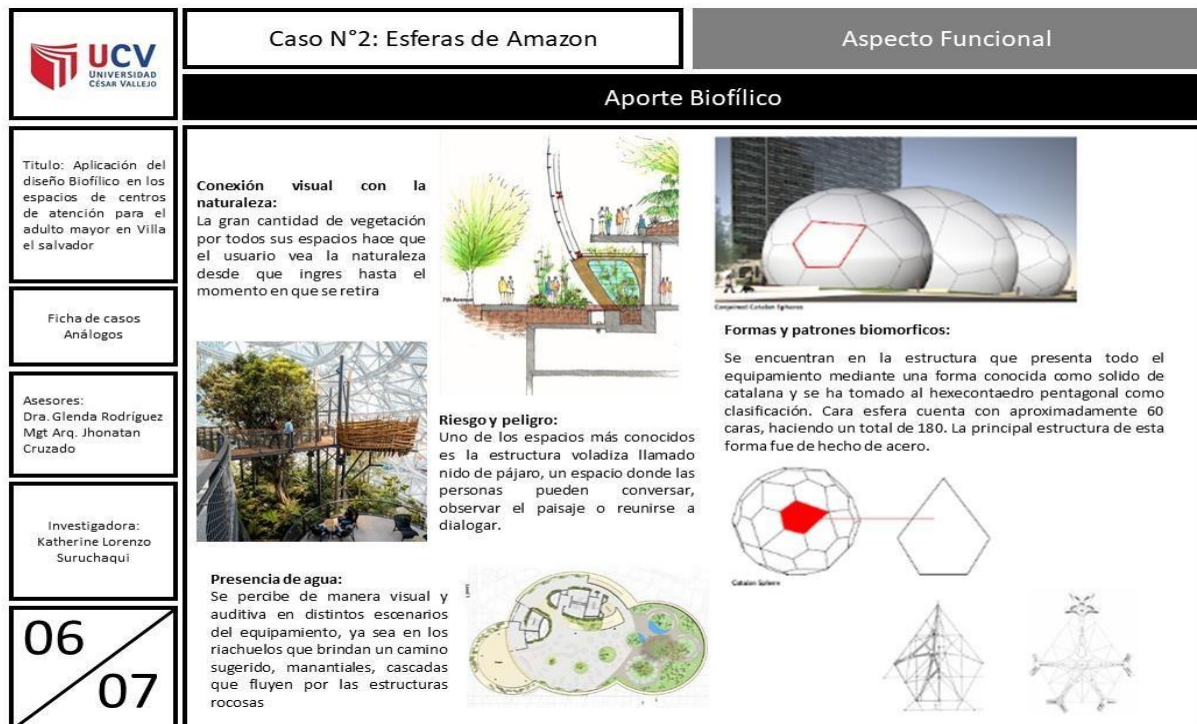 UCV
UNIVERSIDAD
CÉSAR VALLEJO
Caso N°2: Esferas de Amazon
Aspecto Funcional
Aporte Biofílico
Titulo: Aplicación del
diseño Biofílico en los
espacios de centros
de atención para el
adulto mayor en Villa
el salvador
Ficha de casos
Análogos
Asesores:
Dra. Glenda Rodríguez
Mgt Arq. Jhonatan
Cruzado
Investigadora:
Katherine Lorenzo
Suruchaqui
06
07
Conexión visual con la
naturaleza:
La gran cantidad de vegetación
por todos sus espacios hace que
el usuario vea la naturaleza
desde que ingres hasta el
momento en que se retira
7th Avenue
Riesgo y peligro:
Uno de los espacios más conocidos
es la estructura voladiza llamado
nido de pájaro, un espacio donde las
personas pueden conversar,
observar el paisaje o reunirse a
dialogar.
Presencia de agua:
Se percibe de manera visual y
auditiva en distintos escenarios
del equipamiento, ya sea en los
riachuelos que brindan un camino
sugerido, manantiales, cascadas
que fluyen por las estructuras
rocosas
Conjoined Catalan Spheres
Formas y patrones biomorficos:
Se encuentran en la estructura que presenta todo el
equipamiento mediante una forma conocida como solido de
catalana y se ha tomado al hexecontaedro pentagonal como
clasificación. Cara esfera cuenta con aproximadamente 60
caras, haciendo un total de 180. La principal estructura de esta
forma fue de hecho de acero.
Catalan Sphere